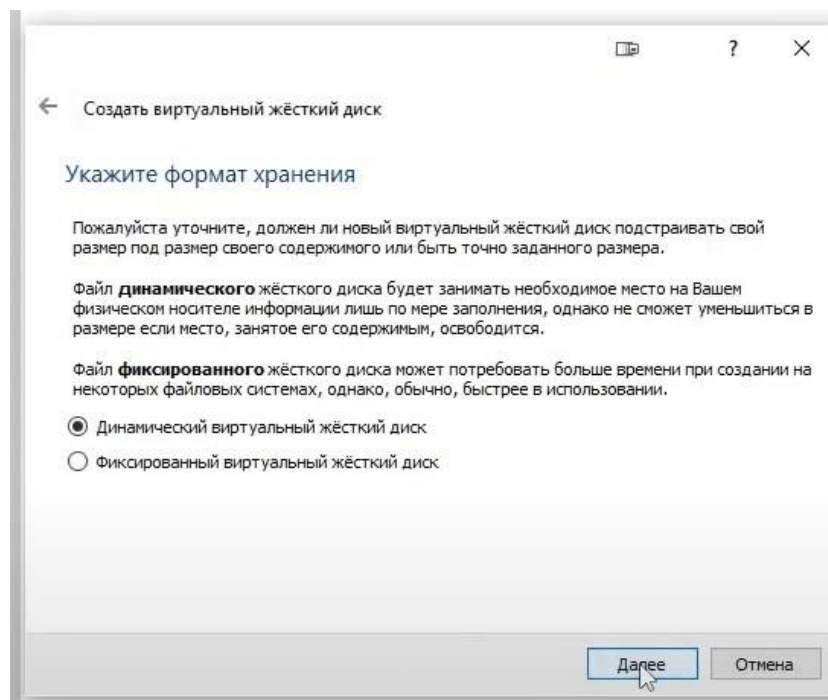 ?
Создать виртуальный жёсткий диск
Укажите формат хранения
Пожалуйста уточните, должен ли новый виртуальный жёсткий диск подстраивать свой
размер под размер своего содержимого или быть точно заданного размера.
Файл динамического жёсткого диска будет занимать необходимое место на Вашем
физическом носителе информации лишь по мере заполнения, однако не сможет уменьшиться в
размере если место, занятое его содержимым, освободится.
Файл фиксированного жёсткого диска может потребовать больше времени при создании на
некоторых файловых системах, однако, обычно, быстрее в использовании.
Динамический виртуальный жёсткий диск
Фиксированный виртуальный жёсткий диск
Далее
Отмена